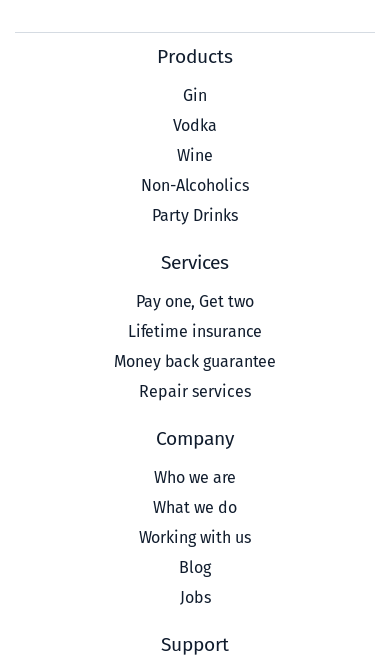 Products
Gin
Vodka
Wine
Non-Alcoholics
Party Drinks
Services
Pay one, Get two
Lifetime insurance
Money back guarantee
Repair services
Company
Who we are
What we do
Working with us
Blog
Jobs
Support